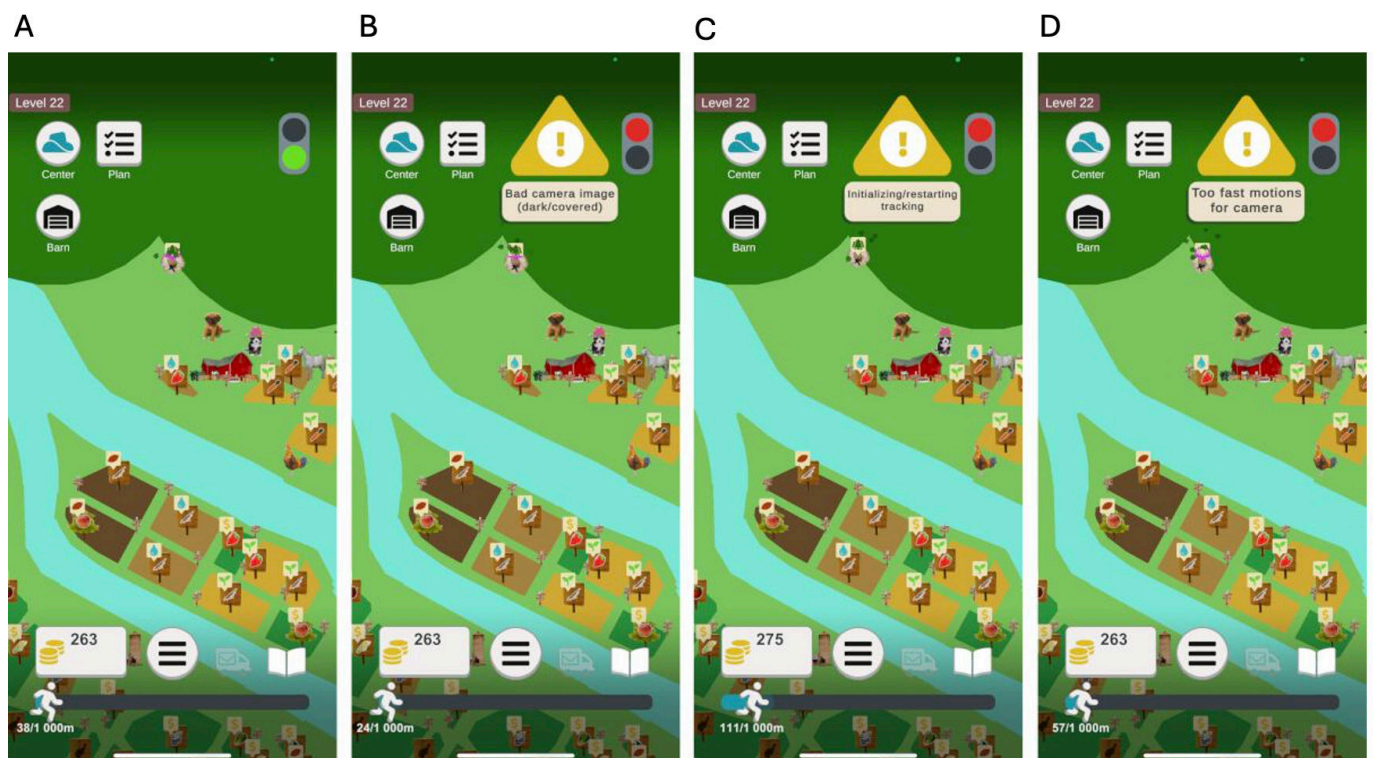 A
B
C
D
Level 22
Center
Plan
Barn
263
38/1 000m
Level 22
Center
Plan
Bad camera image
(dark/covered)
Barn
263
24/1 000m
Level 22
Center
Plan
Initializing/restarting
tracking
Barn
275
111/1 000m
Level 22
Center
Plan
Too fast motions
for camera
Barn
263
57/1 000m